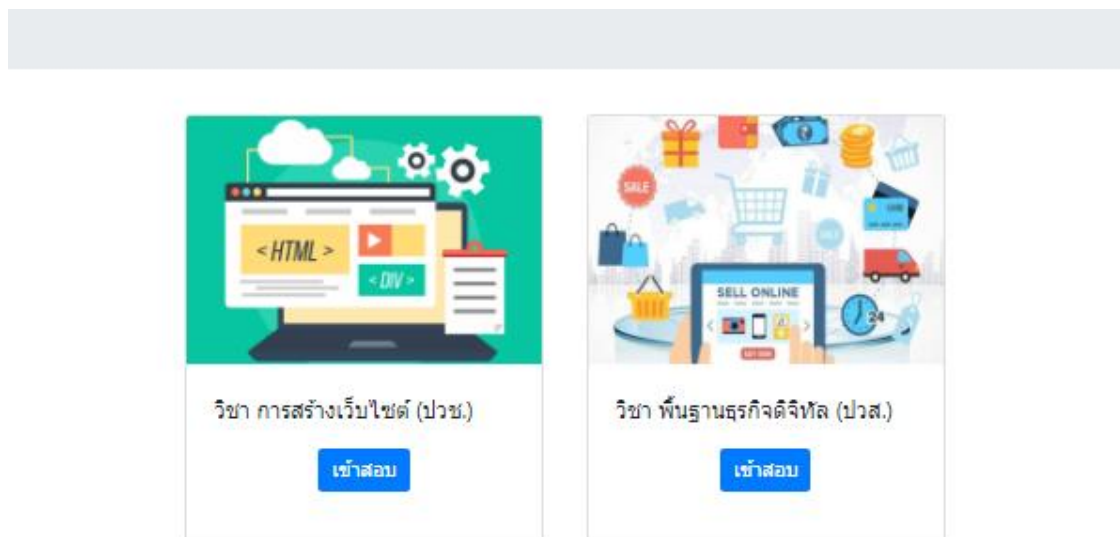 < HTML >
< DIV >
SALE
SALE
SELL ONLINE
24
วิชา การสร้างเว็บไซต์ (ปวช.)
วิชา พื้นฐานธุรกิจดิจิทัล (ปวส.)
เข้าสอบ
เข้าสอบ